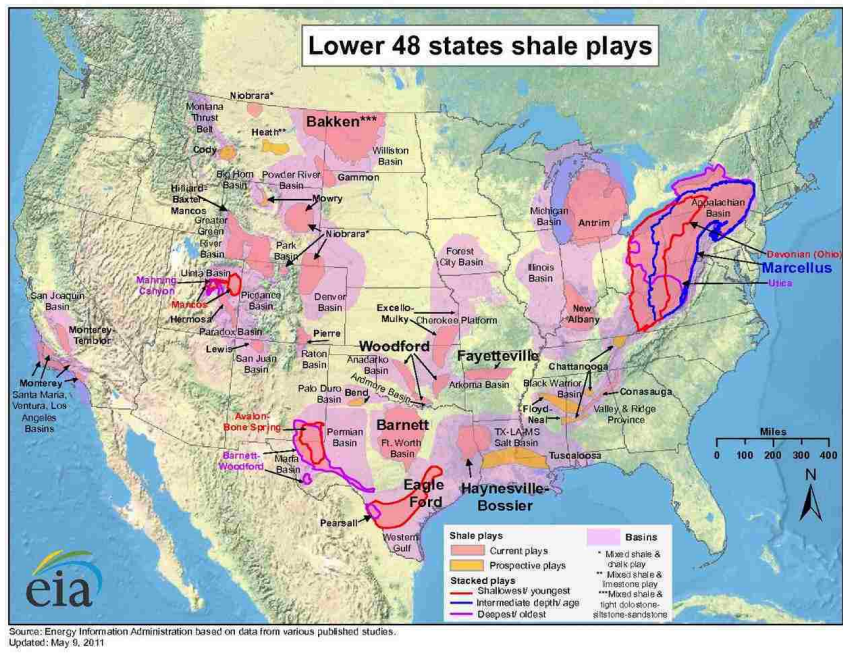 Lower 48 states shale plays
Niobrara*
Montana
Thrust
Belt
Bakken***
Heath**
Cody
Williston
Basin
Big Horn
Basin
Powder River
Basin
Gammon
Hilliard-
Baxter
Mancos
Mowry
Greater
Green
River
Basin
Niobrara*
Park
Basin
Michigan
Basin
Antrim
Appalachian
Basin
Devonian (Ohio)
Marcellus
Utica
Forest
City Basin
Illinois
Basin
Uinta Basin
Manning
Canyon
Mancos
Piceance
Basin
Denver
Basin
San Joaquin
Basin
Hermosa
Excello-
Mulky
Cherokee Platform
New
Albany
Monterey-
Temblor
Paradox Basin
Pierre
Lewis
San Juan
Basin
Raton
Basin
Woodford
Anadarko
Basin
Fayetteville
Chattanooga
Monterey
Santa Maria,
Ventura, Los
Angeles
Basins
Palo Duro
Basin
Bend
Ardmore Basin
Arkoma Basin
Black Warrior
Basin
Conasauga
Floyd-
Neal
Valley & Ridge
Province
Avalon-
Bone Spring
Permian
Basin
Barnett
Ft. Worth
Basin
TX-LA-MS
Salt Basin
Tuscaloosa
Barnett-
Woodford
Marfa
Basin
Eagle
Ford
Haynesville-
Bossier
Pearsall
Western
Gulf
Miles
0 100 200 300 400
N
Shale plays
Current plays
Prospective plays
Stacked plays
Shallowest/ youngest
Intermediate depth/ age
Deepest/ oldest
Basins
* Mixed shale &
chalk play
** Mixed shale &
limestone play
***Mixed shale &
tight dolostone-
siltstone-sandstone
eia
Source: Energy Information Administration based on data from various published studies.
Updated: May 9, 2011